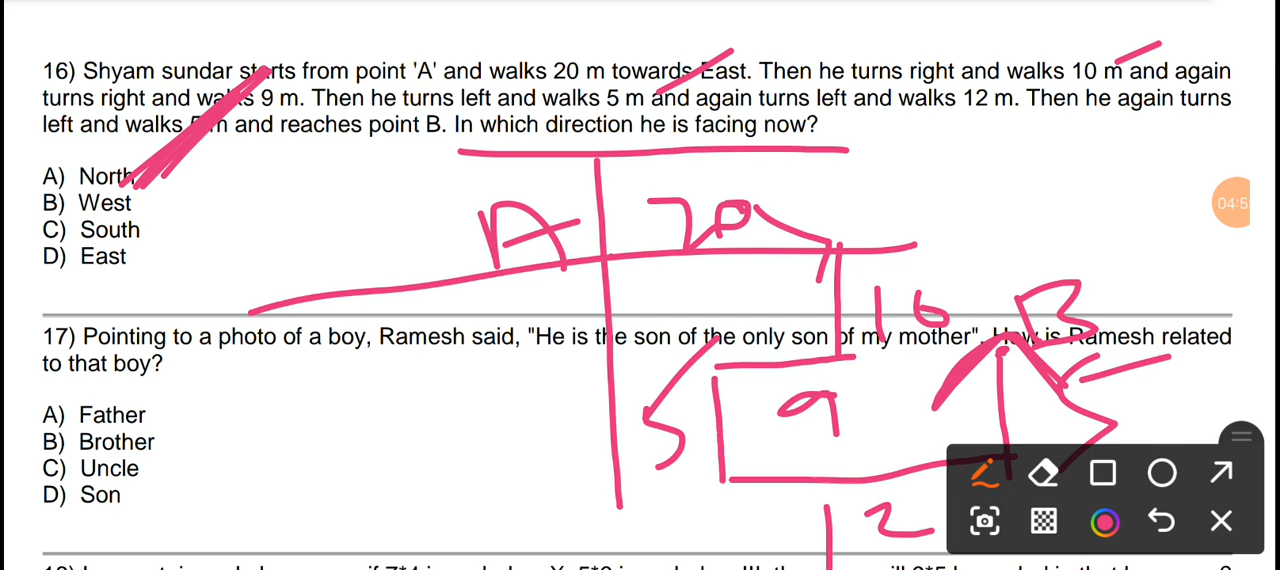 16) Shyam sundar starts from point 'A' and walks 20 m towards East. Then he turns right and walks 10 m and again
turns right and walks 9 m. Then he turns left and walks 5 m and again turns left and walks 12 m. Then he again turns
left and walks 5 m and reaches point B. In which direction he is facing now?
A) North
B) West
C) South
D) East
A 20
10 B
17) Pointing to a photo of a boy, Ramesh said, "He is the son of the only son of my mother". How is Ramesh related
to that boy?
5 9 5
A) Father
B) Brother
C) Uncle
D) Son
12
04:5